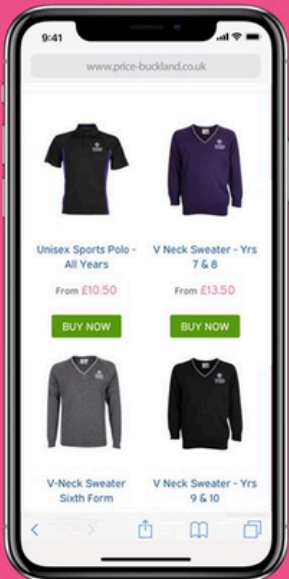 9:41
www.price-buckland.co.uk
Unisex Sports Polo -
All Years
From £10.50
BUY NOW
V Neck Sweater - Yrs
7 & 8
From £13.50
BUY NOW
V-Neck Sweater
Sixth Form
V Neck Sweater - Yrs
9 & 10